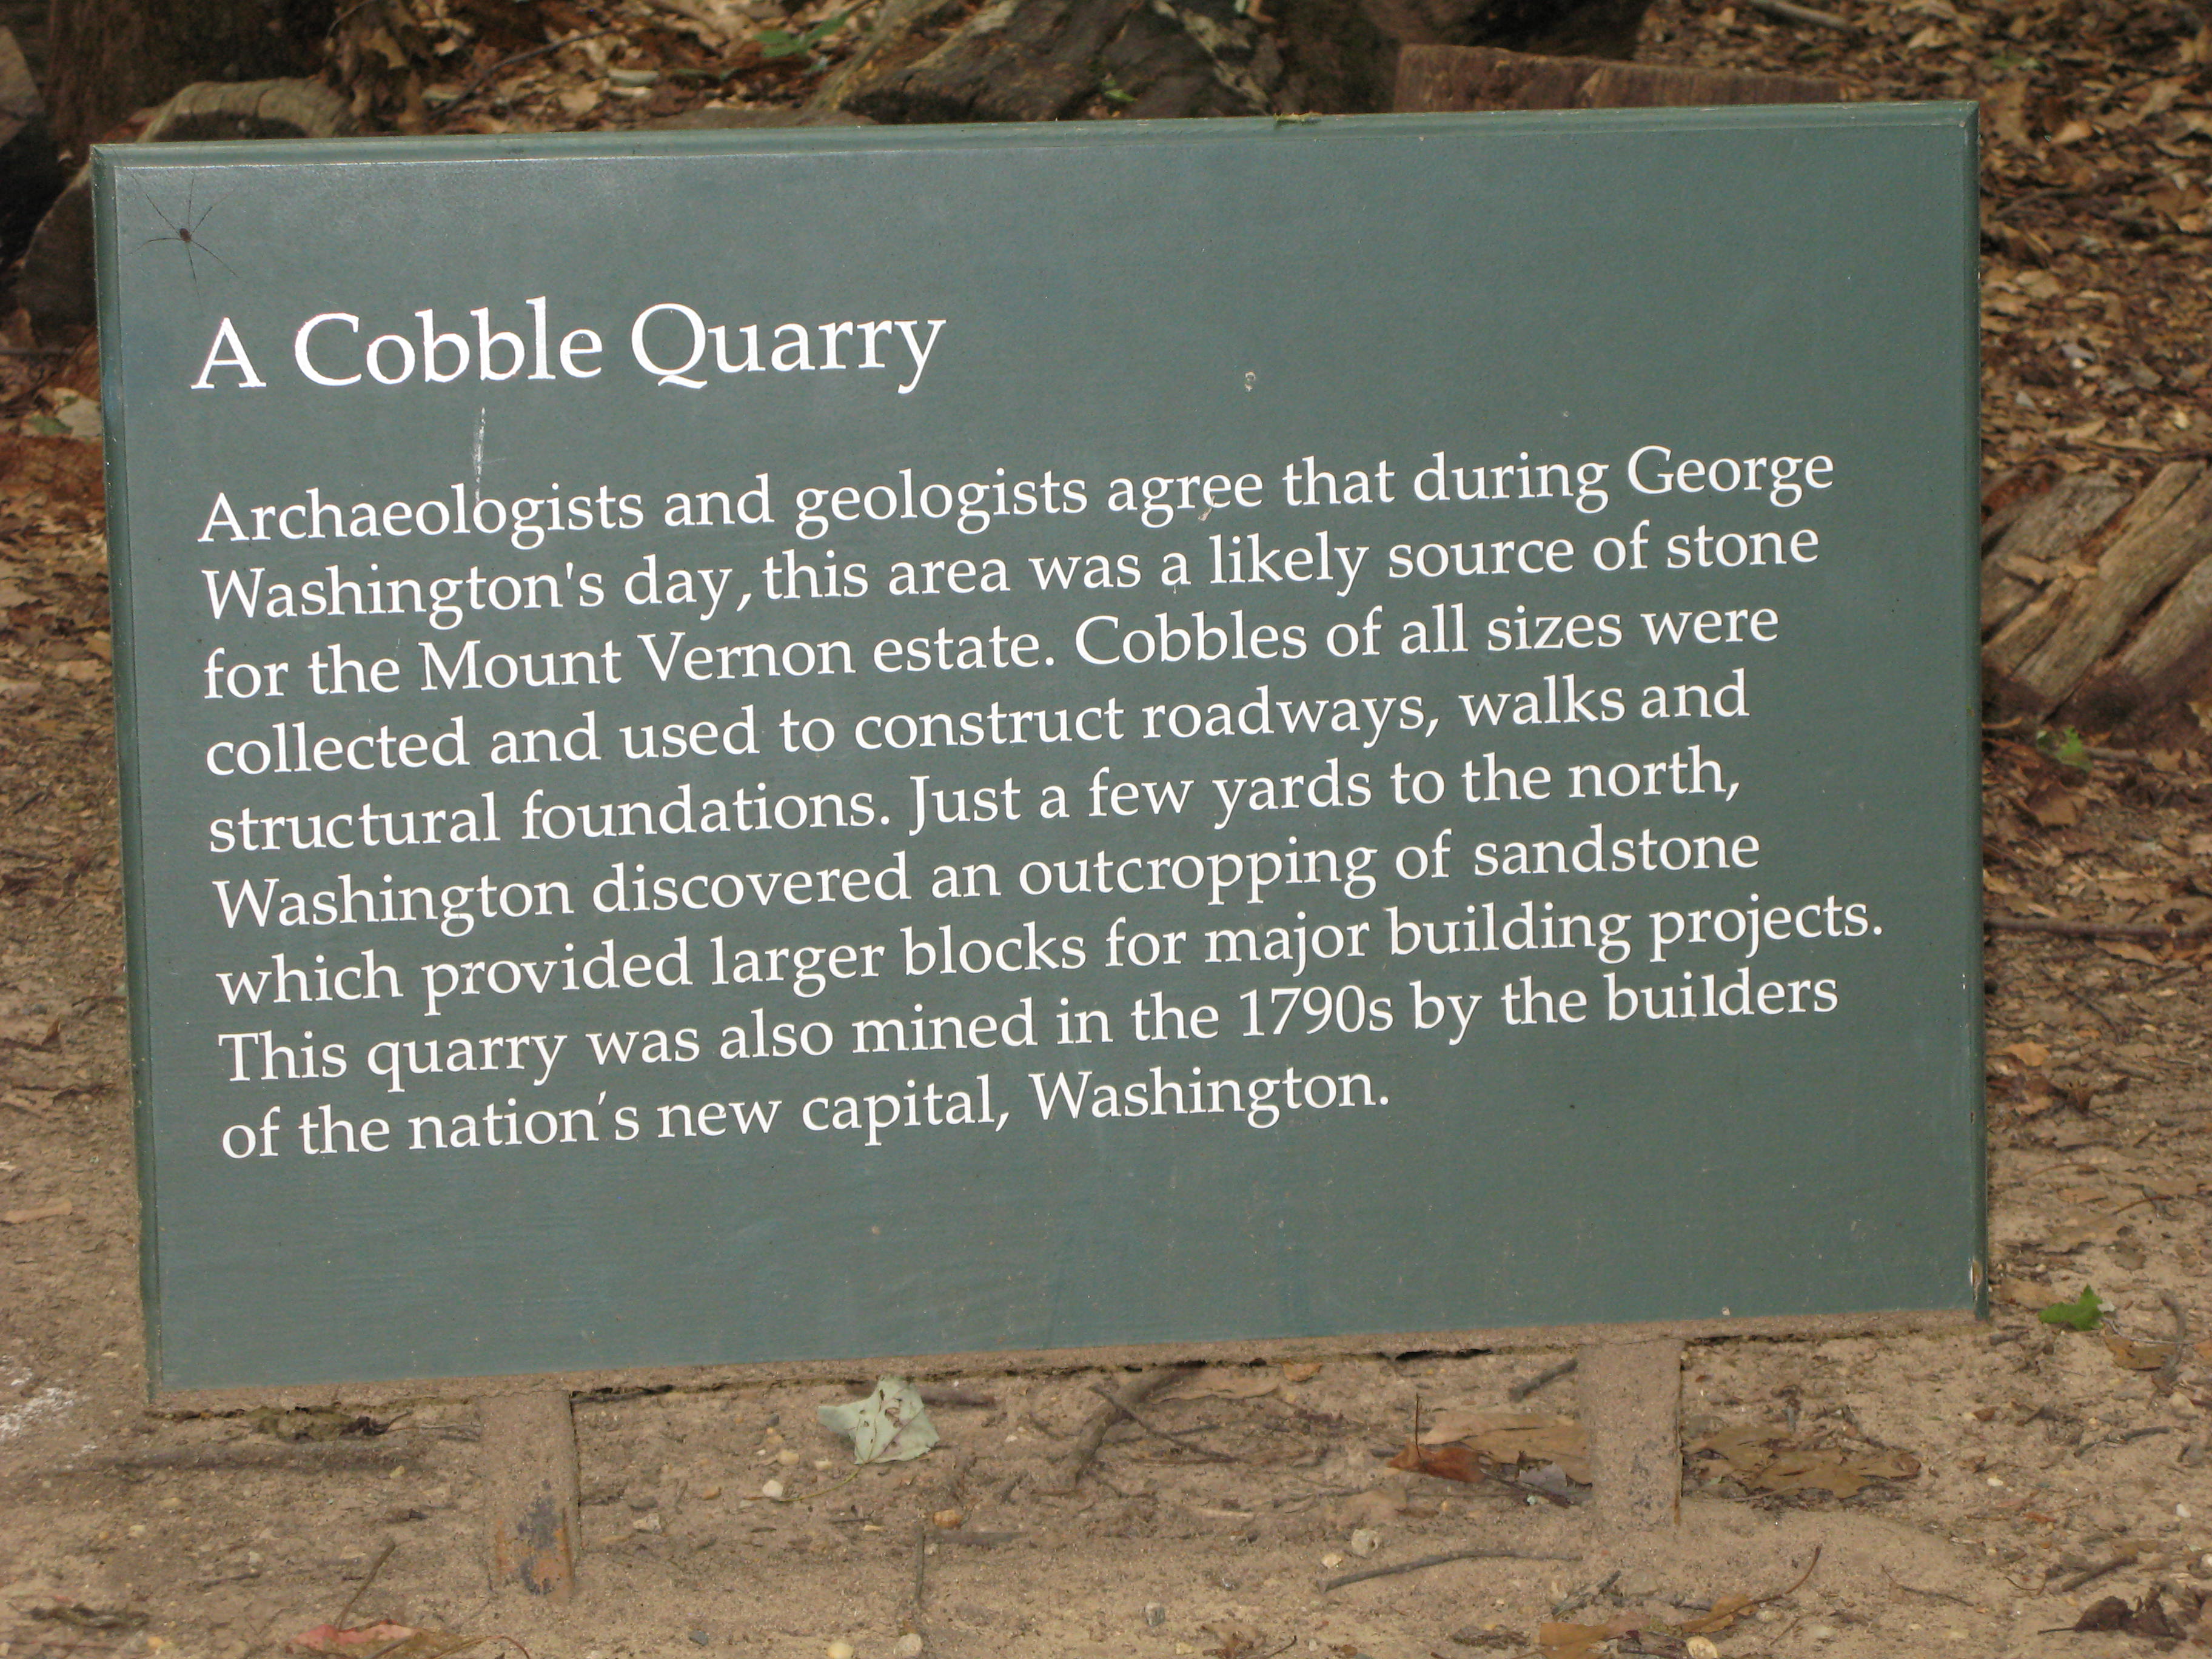 A Cobble Quarry
Archaeologists and geologists agree that during George
Washington's day, this area was a likely source of stone
for the Mount Vernon estate. Cobbles of all sizes were
collected and used to construct roadways, walks and
structural foundations. Just a few yards to the north,
Washington discovered an outcropping of sandstone
which provided larger blocks for major building projects.
This quarry was also mined in the 1790s by the builders
of the nation's new capital, Washington.